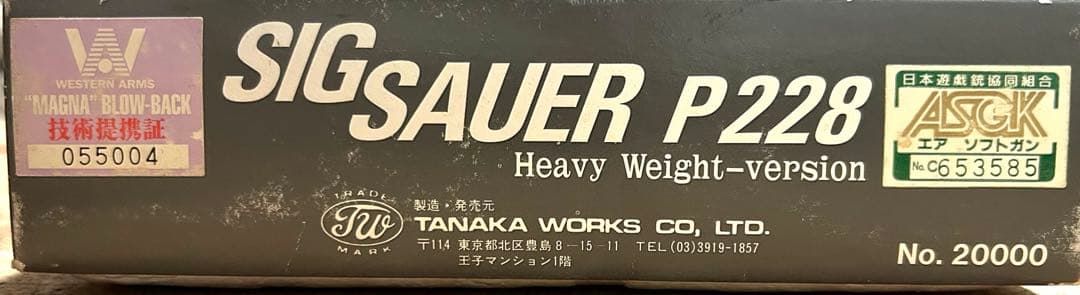 WESTERN ARMS
"MAGNA" BLOW-BACK
技術提携証
055004
SIG
SAUER P228
Heavy Weight-version
日本遊戯銃協同組合
ASGK
エア ソフトガン
No.C653585
TRADE
TW
MARK
製造・発売元
TANAKA WORKS CO, LTD.
〒114 東京都北区豊島8－15－11 TEL(03)3919-1857
王子マンション1階
No. 20000